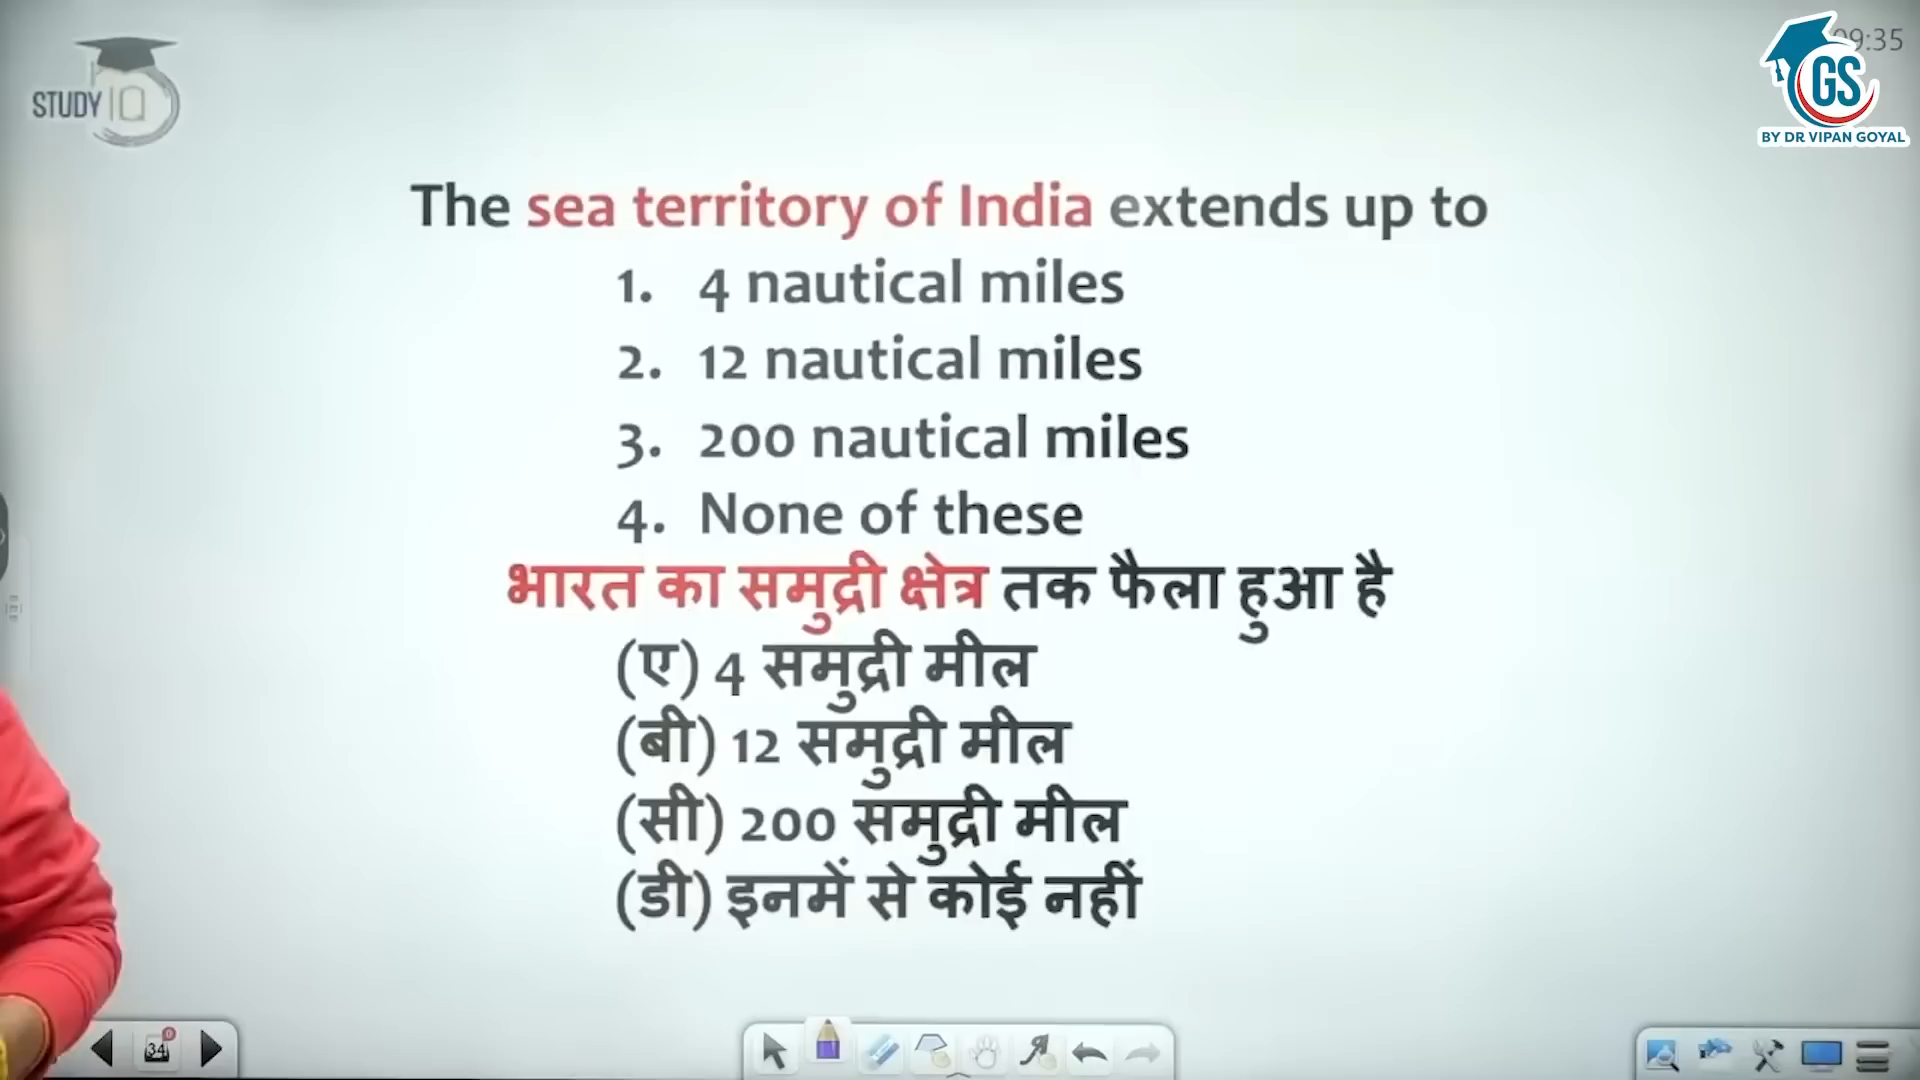 STUDY IQ
09:35
GS
BY DR VIPAN GOYAL
The sea territory of India extends up to
1. 4 nautical miles
2. 12 nautical miles
3. 200 nautical miles
4. None of these
भारत का समुद्री क्षेत्र तक फैला हुआ है
(ए) 4 समुद्री मील
(बी) 12 समुद्री मील
(सी) 200 समुद्री मील
(डी) इनमें से कोई नहीं
34
0